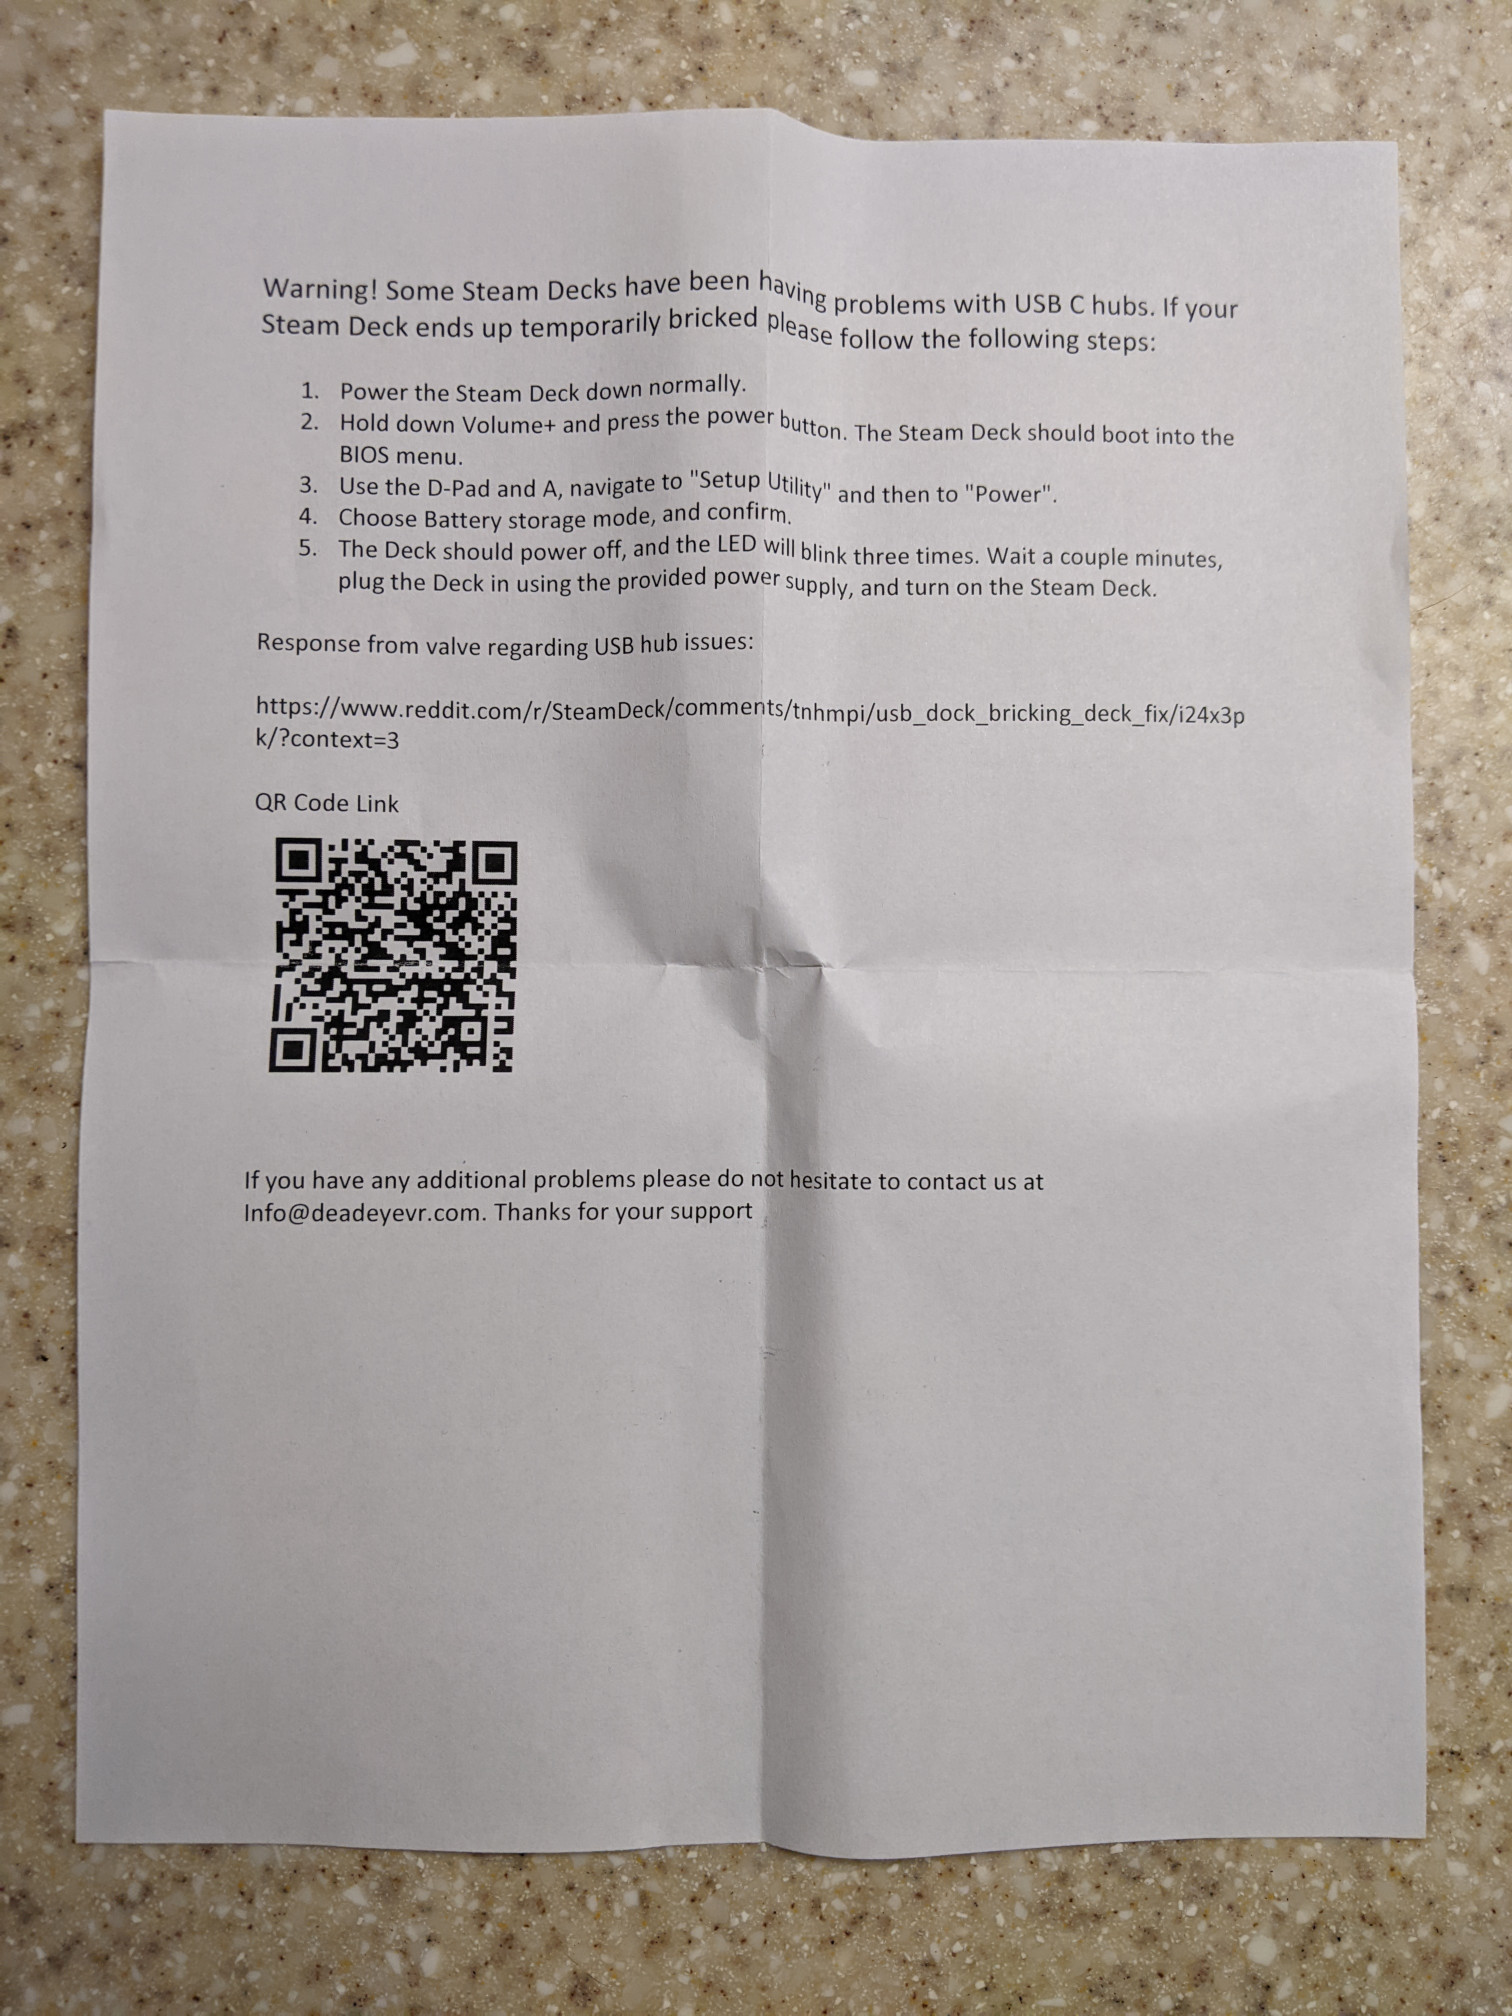 Warning! Some Steam Decks have been having problems with USB C hubs. If your
Steam Deck ends up temporarily bricked please follow the following steps:
1. Power the Steam Deck down normally.
2. Hold down Volume+ and press the power button. The Steam Deck should boot into the
BIOS menu.
3. Use the D-Pad and A, navigate to "Setup Utility" and then to "Power".
4. Choose Battery storage mode, and confirm.
5. The Deck should power off, and the LED will blink three times. Wait a couple minutes,
plug the Deck in using the provided power supply, and turn on the Steam Deck.
Response from valve regarding USB hub issues:
https://www.reddit.com/r/SteamDeck/comments/tnhmpi/usb_dock_bricking_deck_fix/i24x3p
k/?context=3
QR Code Link
If you have any additional problems please do not hesitate to contact us at
Info@deadeyevr.com. Thanks for your support